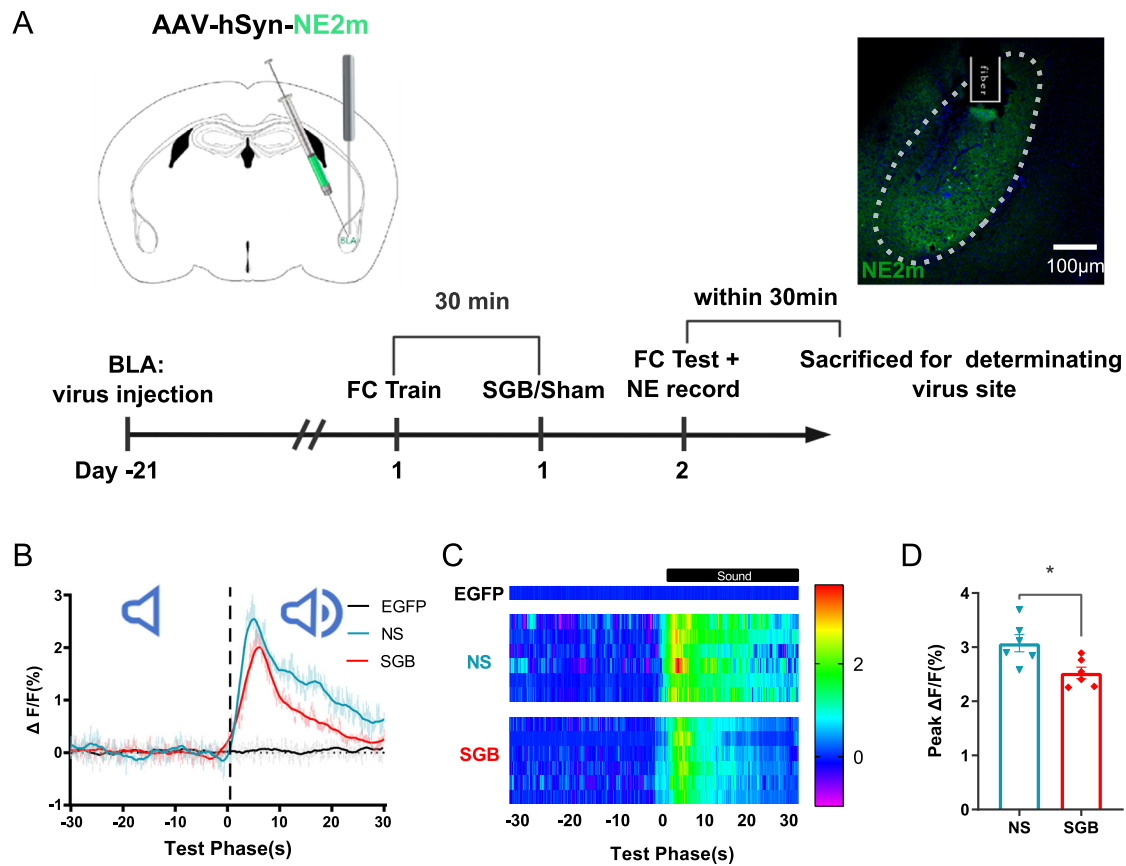 A
AAV-hSyn-NE2m
BLA
fiber
NE2m
100μm
30 min
within 30min
BLA:
virus injection
FC Train
SGB/Sham
FC Test +
NE record
Sacrificed for determinating
virus site
Day -21
1
1
2
B
EGFP
NS
SGB
3
2
1
0
-1
Δ F/F(%)
-30
-20
-10
0
10
20
30
Test Phase(s)
C
Sound
EGFP
NS
SGB
2
0
-30
-20
-10
0
10
20
30
Test Phase(s)
D
*
4
3
2
1
0
Peak ΔF/F(%)
NS
SGB